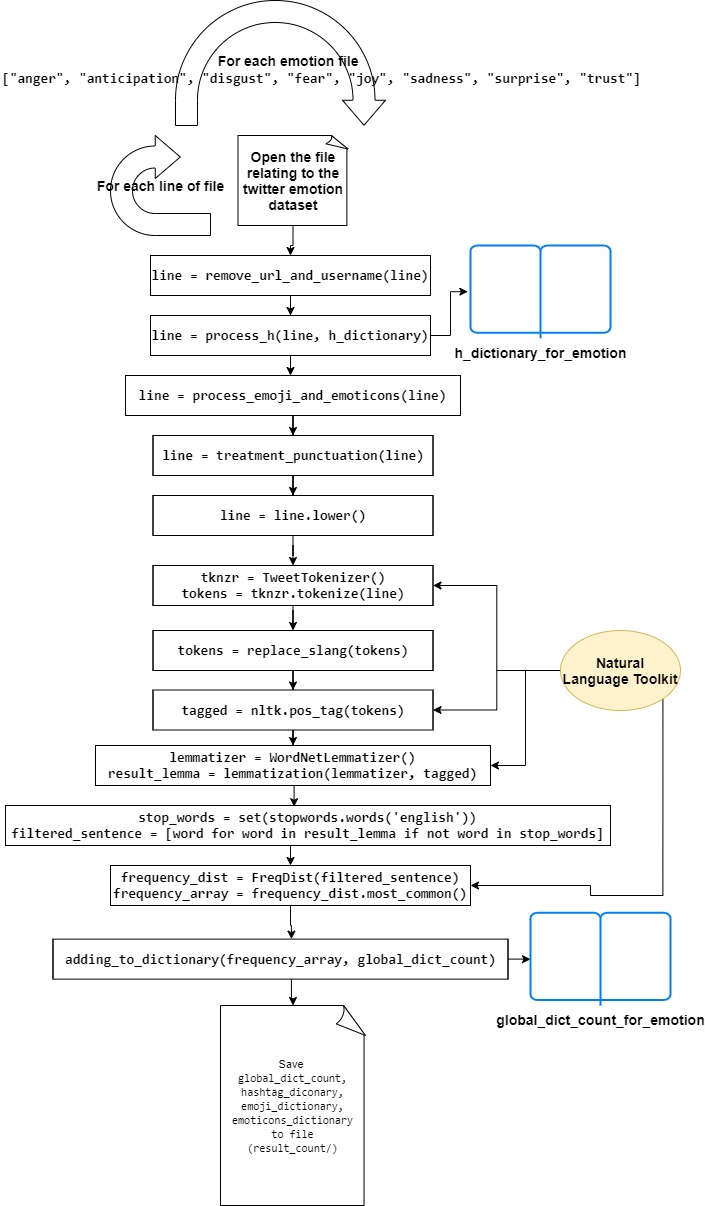 For each emotion file
["anger", "anticipation", "disgust", "fear", "joy", "sadness", "surprise", "trust"]
For each line of file
Open the file
relating to the
twitter emotion
dataset
line = remove_url_and_username(line)
line = process_h(line, h_dictionary)
h_dictionary_for_emotion
line = process_emoji_and_emoticons(line)
line = treatment_punctuation(line)
line = line.lower()
tknzr = TweetTokenizer()
tokens = tknzr.tokenize(line)
tokens = replace_slang(tokens)
Natural
Language Toolkit
tagged = nltk.pos_tag(tokens)
lemmatizer = WordNetLemmatizer()
result_lemma = lemmatization(lemmatizer, tagged)
stop_words = set(stopwords.words('english'))
filtered_sentence = [word for word in result_lemma if not word in stop_words]
frequency_dist = FreqDist(filtered_sentence)
frequency_array = frequency_dist.most_common()
adding_to_dictionary(frequency_array, global_dict_count)
global_dict_count_for_emotion
Save
global_dict_count,
hashtag_diconary,
emoji_dictionary,
emoticons_dictionary
to file
(result_count/)